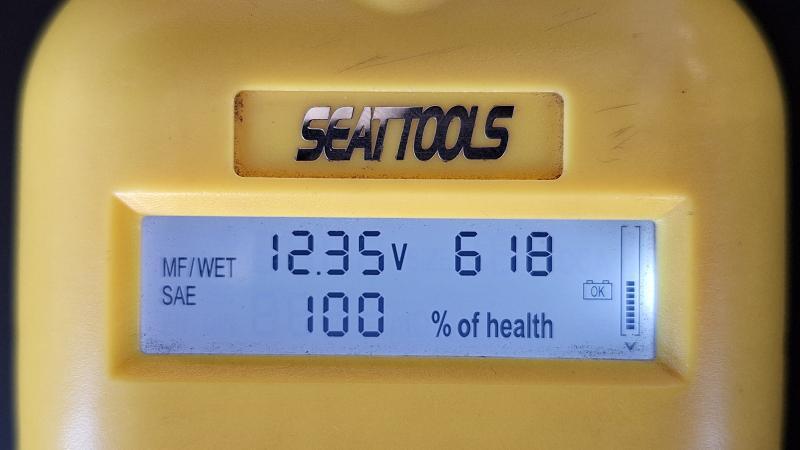 SEATTOOLS
MF/WET 12.35V 618
SAE 100 % of health
OK